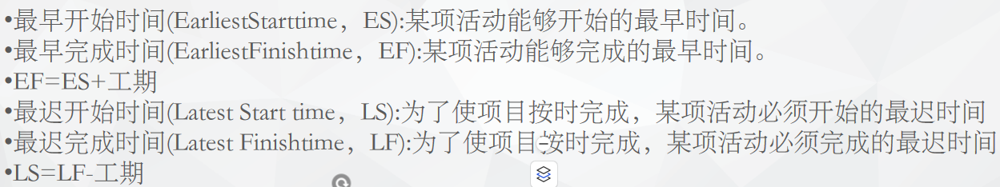 •最早开始时间(EarliestStarttime，ES):某项活动能够开始的最早时间。
•最早完成时间(EarliestFinishtime，EF):某项活动能够完成的最早时间。
•EF=ES+工期
•最迟开始时间(Latest Start time，LS):为了使项目按时完成，某项活动必须开始的最迟时间
•最迟完成时间(Latest Finishtime，LF):为了使项目按时完成，某项活动必须完成的最迟时间
•LS=LF-工期